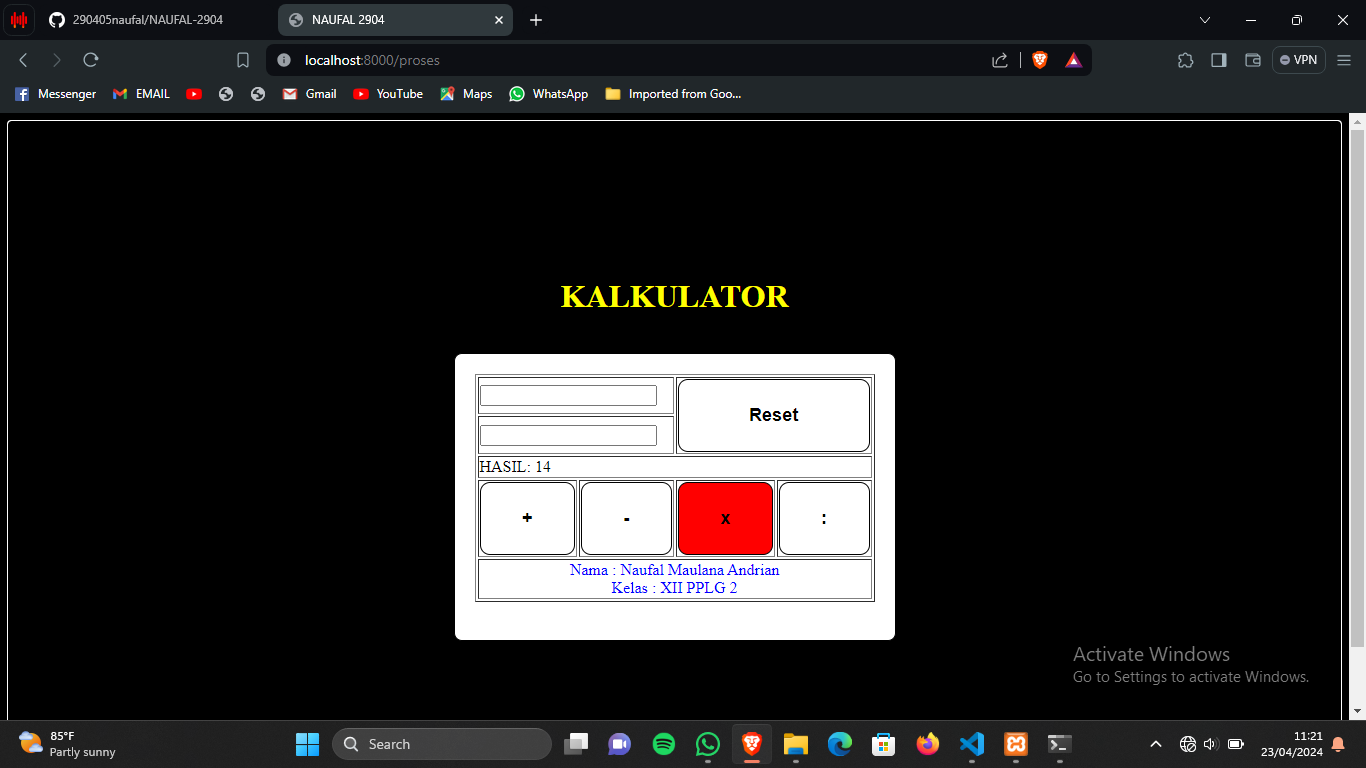 290405naufal/NAUFAL-2904
NAUFAL 2904
localhost:8000/proses
VPN
Messenger
EMAIL
Gmail
YouTube
Maps
WhatsApp
Imported from Goo...
KALKULATOR
Reset
HASIL: 14
+ - x :
Nama : Naufal Maulana Andrian
Kelas : XII PPLG 2
Activate Windows
Go to Settings to activate Windows.
85°F
Partly sunny
Search
11:21
23/04/2024